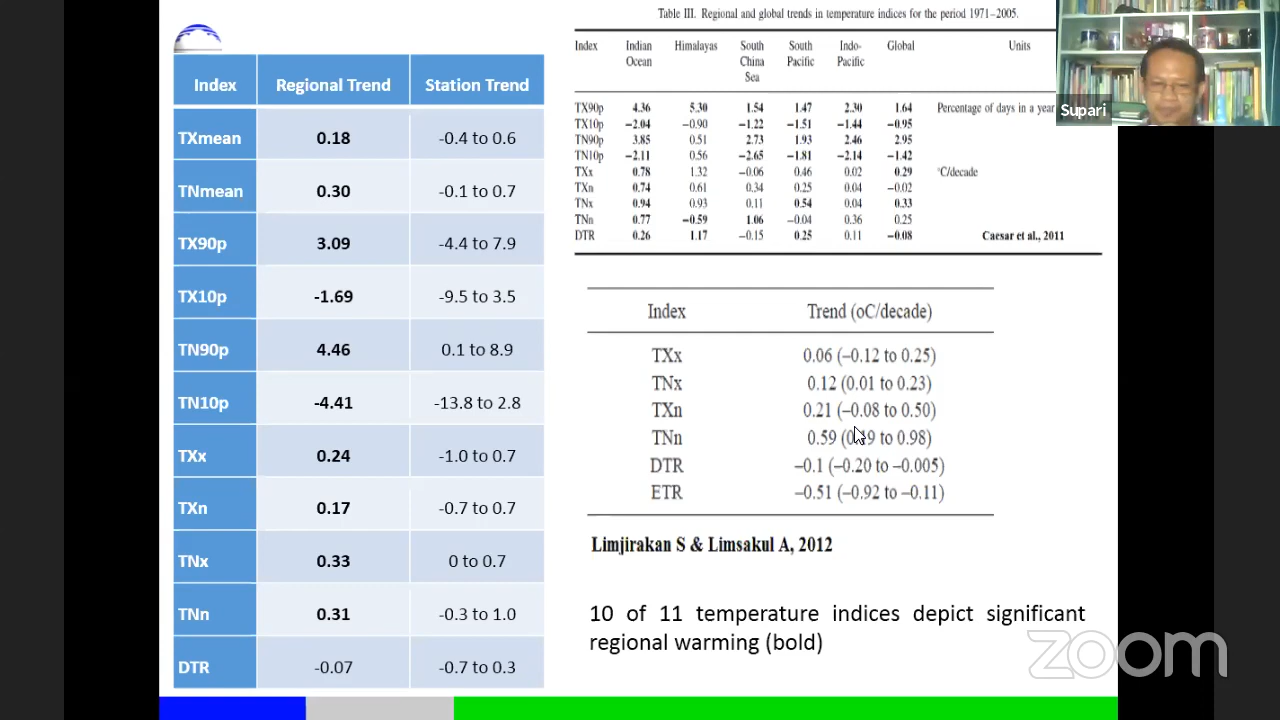 Index Regional Trend Station Trend
TXmean 0.18 -0.4 to 0.6
TNmean 0.30 -0.1 to 0.7
TX90p 3.09 -4.4 to 7.9
TX10p -1.69 -9.5 to 3.5
TN90p 4.46 0.1 to 8.9
TN10p -4.41 -13.8 to 2.8
TXx 0.24 -1.0 to 0.7
TXn 0.17 -0.7 to 0.7
TNx 0.33 0 to 0.7
TNn 0.31 -0.3 to 1.0
DTR -0.07 -0.7 to 0.3
Table III. Regional and global trends in temperature indices for the period 1971–2005.
Index Indian Himalayas South South Indo- Global Units
Ocean China Pacific Pacific
Sea
TX90p 4.36 5.30 1.54 1.47 2.30 1.64 Percentage of days in a year
TX10p −2.04 −0.90 −1.22 −1.51 −1.44 −0.95
TN90p 3.85 0.51 2.73 1.93 2.46 2.95
TN10p −2.11 0.56 −2.65 −1.81 −2.14 −1.42
TXx 0.78 1.32 −0.06 0.46 0.02 0.29 °C/decade
TXn 0.74 0.61 0.34 0.25 0.04 −0.02
TNx 0.94 0.93 0.11 0.54 0.04 0.33
TNn 0.77 −0.59 1.06 −0.04 0.36 0.25
DTR 0.26 1.17 −0.15 0.25 0.11 −0.08 Caesar et al., 2011
Index Trend (oC/decade)
TXx 0.06 (−0.12 to 0.25)
TNx 0.12 (0.01 to 0.23)
TXn 0.21 (−0.08 to 0.50)
TNn 0.59 to 0.98)
DTR −0.1 (−0.20 to −0.005)
ETR −0.51 (−0.92 to −0.11)
Limjirakan S & Limsakul A, 2012
10 of 11 temperature indices depict significant
regional warming (bold)
Supari
zoom